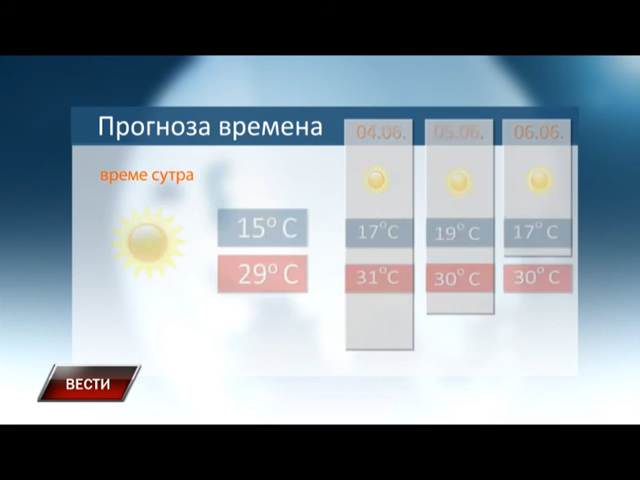 Прогноза времена
04.06. 05.06. 06.06.
време сутра
15° C 17°C 19°C 17°C
29° C 31°C 30°C 30°C
ВЕСТИ